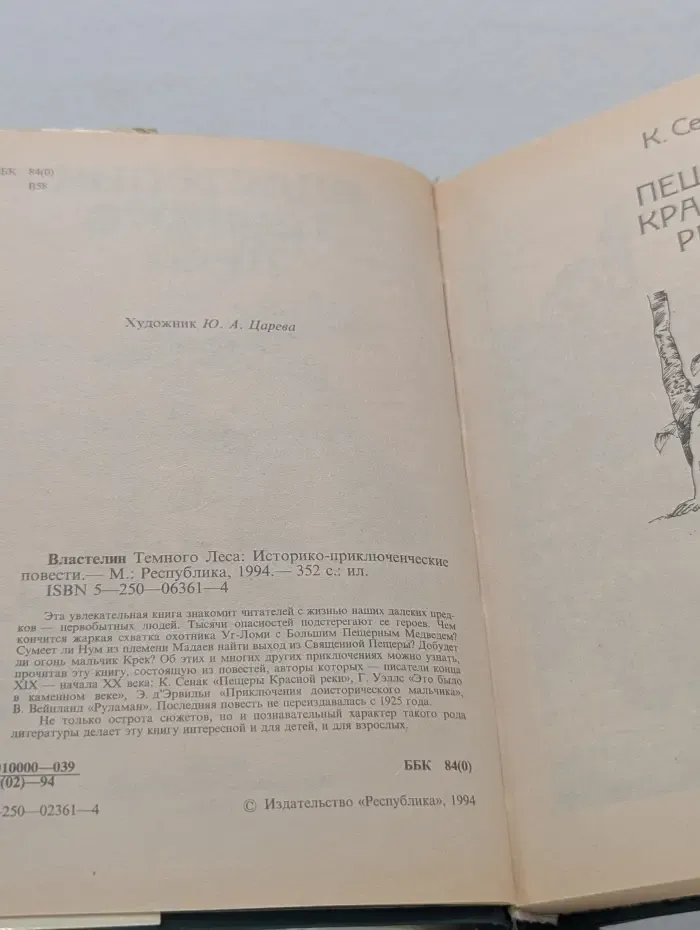 ББК 84(0)
В58
Художник Ю. А. Царева
Властелин Темного Леса: Историко-приключенческие
повести.— М.: Республика, 1994.— 352 с.: ил.
ISBN 5—250—06361—4
Эта увлекательная книга знакомит читателей с жизнью наших далеких пред-
ков — первобытных людей. Тысячи опасностей подстерегают ее героев. Чем
кончится жаркая схватка охотника Уг-Ломи с Большим Пещерным Медведем?
Сумеет ли Нум из племени Мадаев найти выход из Священной Пещеры? Добудет
ли огонь мальчик Крек? Об этих и многих других приключениях можно узнать,
прочитав эту книгу, состоящую из повестей, авторы которых — писатели конца
XIX — начала XX века: К. Сенак «Пещеры Красной реки», Г. Уэллс «Это было
в каменном веке», Э. д'Эрвильи «Приключения доисторического мальчика»,
В. Вейнланд «Руламан». Последняя повесть не переиздавалась с 1925 года.
Не только острота сюжетов, но и познавательный характер такого рода
литературы делает эту книгу интересной и для детей, и для взрослых.
010000—039
(02)—94
ББК 84(0)
-250—02361—4
© Издательство «Республика», 1994
К. Се
ПЕЩ
КРА
Р